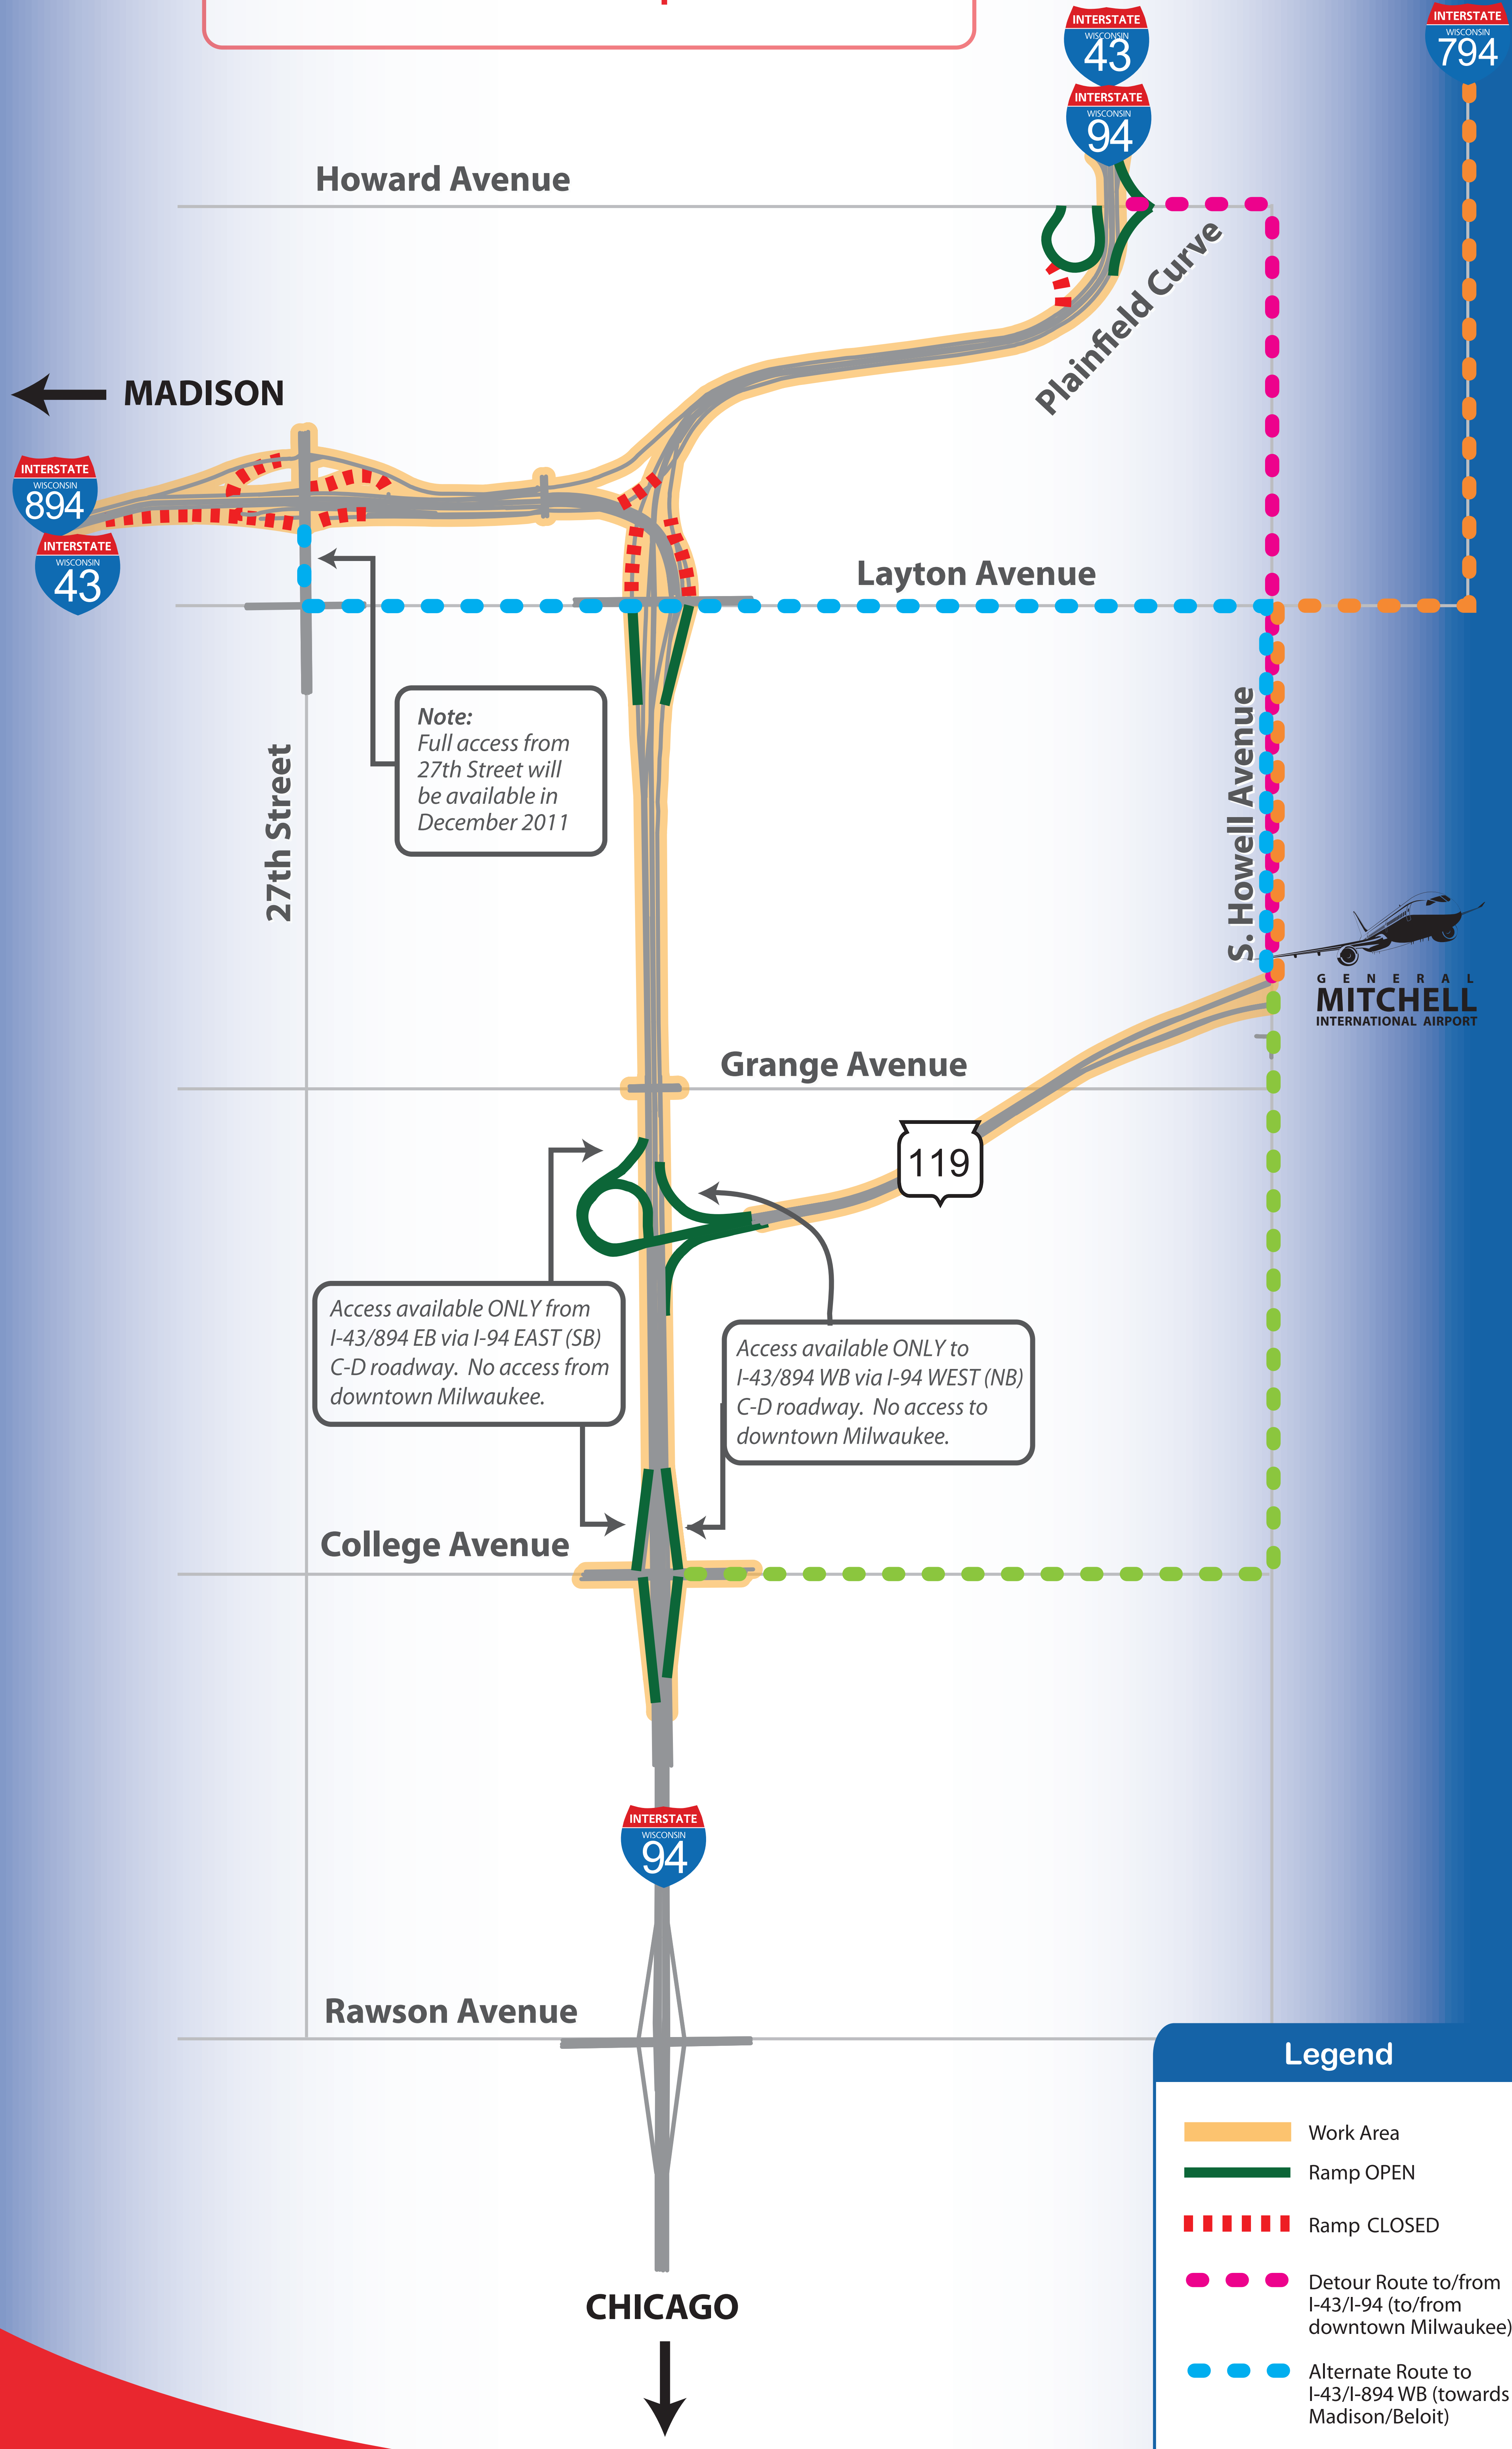 INTERSTATE
WISCONSIN
43
INTERSTATE
WISCONSIN
94
INTERSTATE
WISCONSIN
794
Howard Avenue
Plainfield Curve
MADISON
INTERSTATE
WISCONSIN
894
INTERSTATE
WISCONSIN
43
Layton Avenue
Note:
Full access from
27th Street will
be available in
December 2011
27th Street
S. Howell Avenue
GENERAL
MITCHELL
INTERNATIONAL AIRPORT
Grange Avenue
119
Access available ONLY from
I-43/894 EB via I-94 EAST (SB)
C-D roadway. No access from
downtown Milwaukee.
Access available ONLY to
I-43/894 WB via I-94 WEST (NB)
C-D roadway. No access to
downtown Milwaukee.
College Avenue
INTERSTATE
WISCONSIN
94
Rawson Avenue
CHICAGO
Legend
Work Area
Ramp OPEN
Ramp CLOSED
Detour Route to/from
I-43/I-94 (to/from
downtown Milwaukee)
Alternate Route to
I-43/I-894 WB (towards
Madison/Beloit)